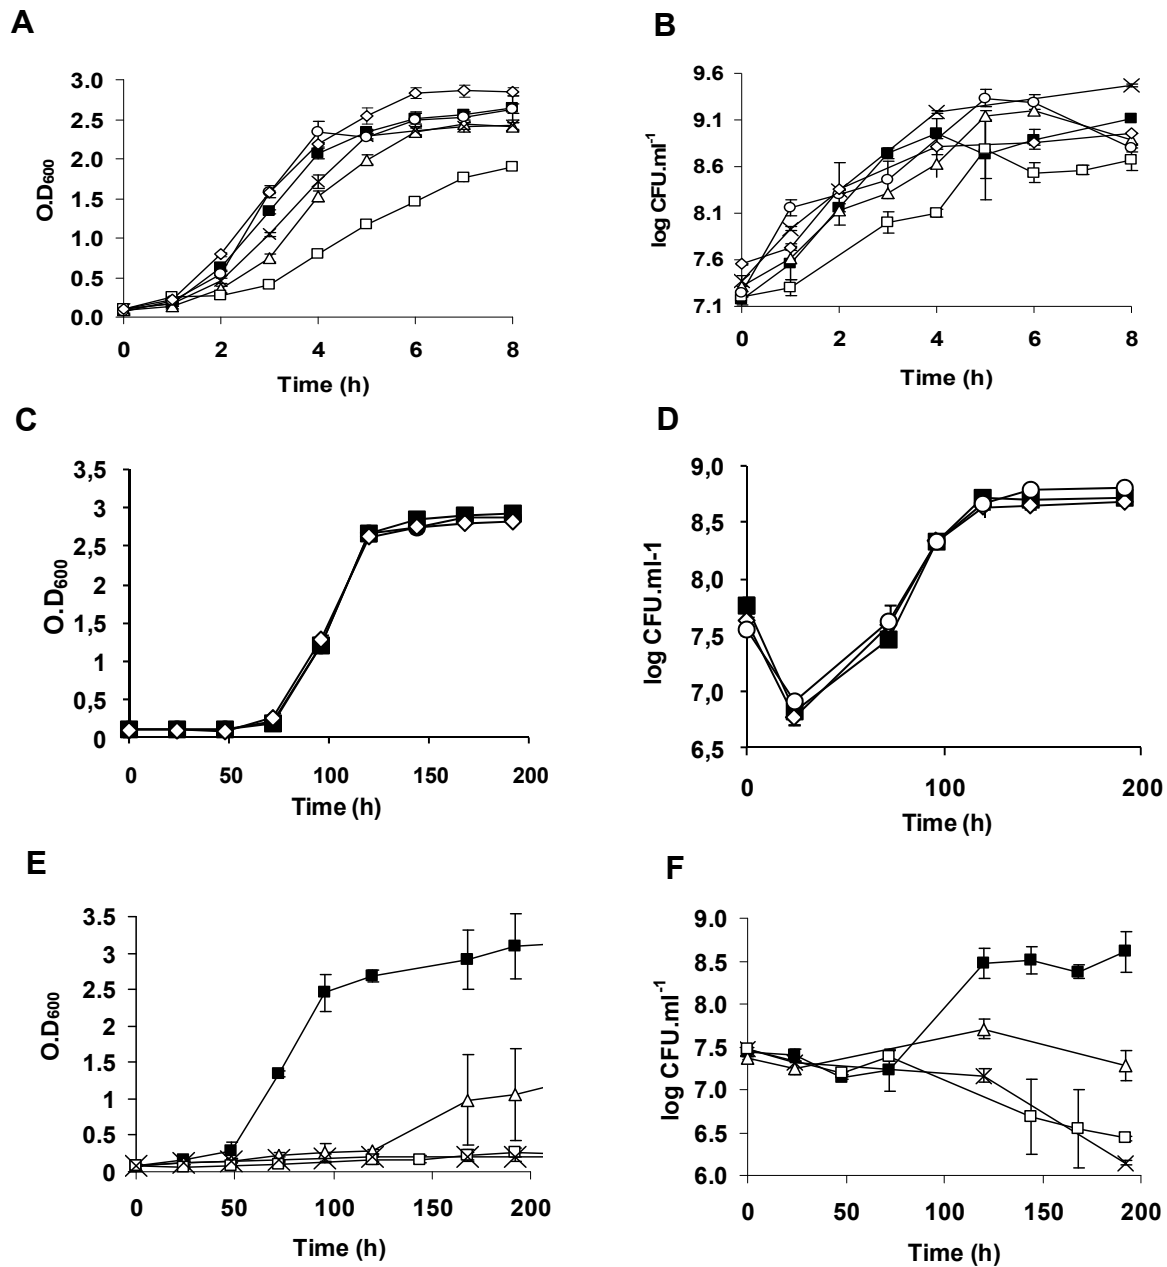 A
3.0
2.5
2.0
1.5
1.0
0.5
0.0
O.D600
0 2 4 6 8
Time (h)
B
9.6
9.1
8.6
8.1
7.6
7.1
log CFU.ml-1
0 2 4 6 8
Time (h)
C
3,5
3
2,5
2
1,5
1
0,5
0
O.D600
0 50 100 150 200
Time (h)
D
9,0
8,5
8,0
7,5
7,0
6,5
log CFU.ml-1
0 100 200
Time (h)
E
3.5
3
2.5
2
1.5
1
0.5
0
O.D600
0 50 100 150 200
Time (h)
F
9.0
8.5
8.0
7.5
7.0
6.5
6.0
log CFU.ml-1
0 50 100 150 200
Time (h)